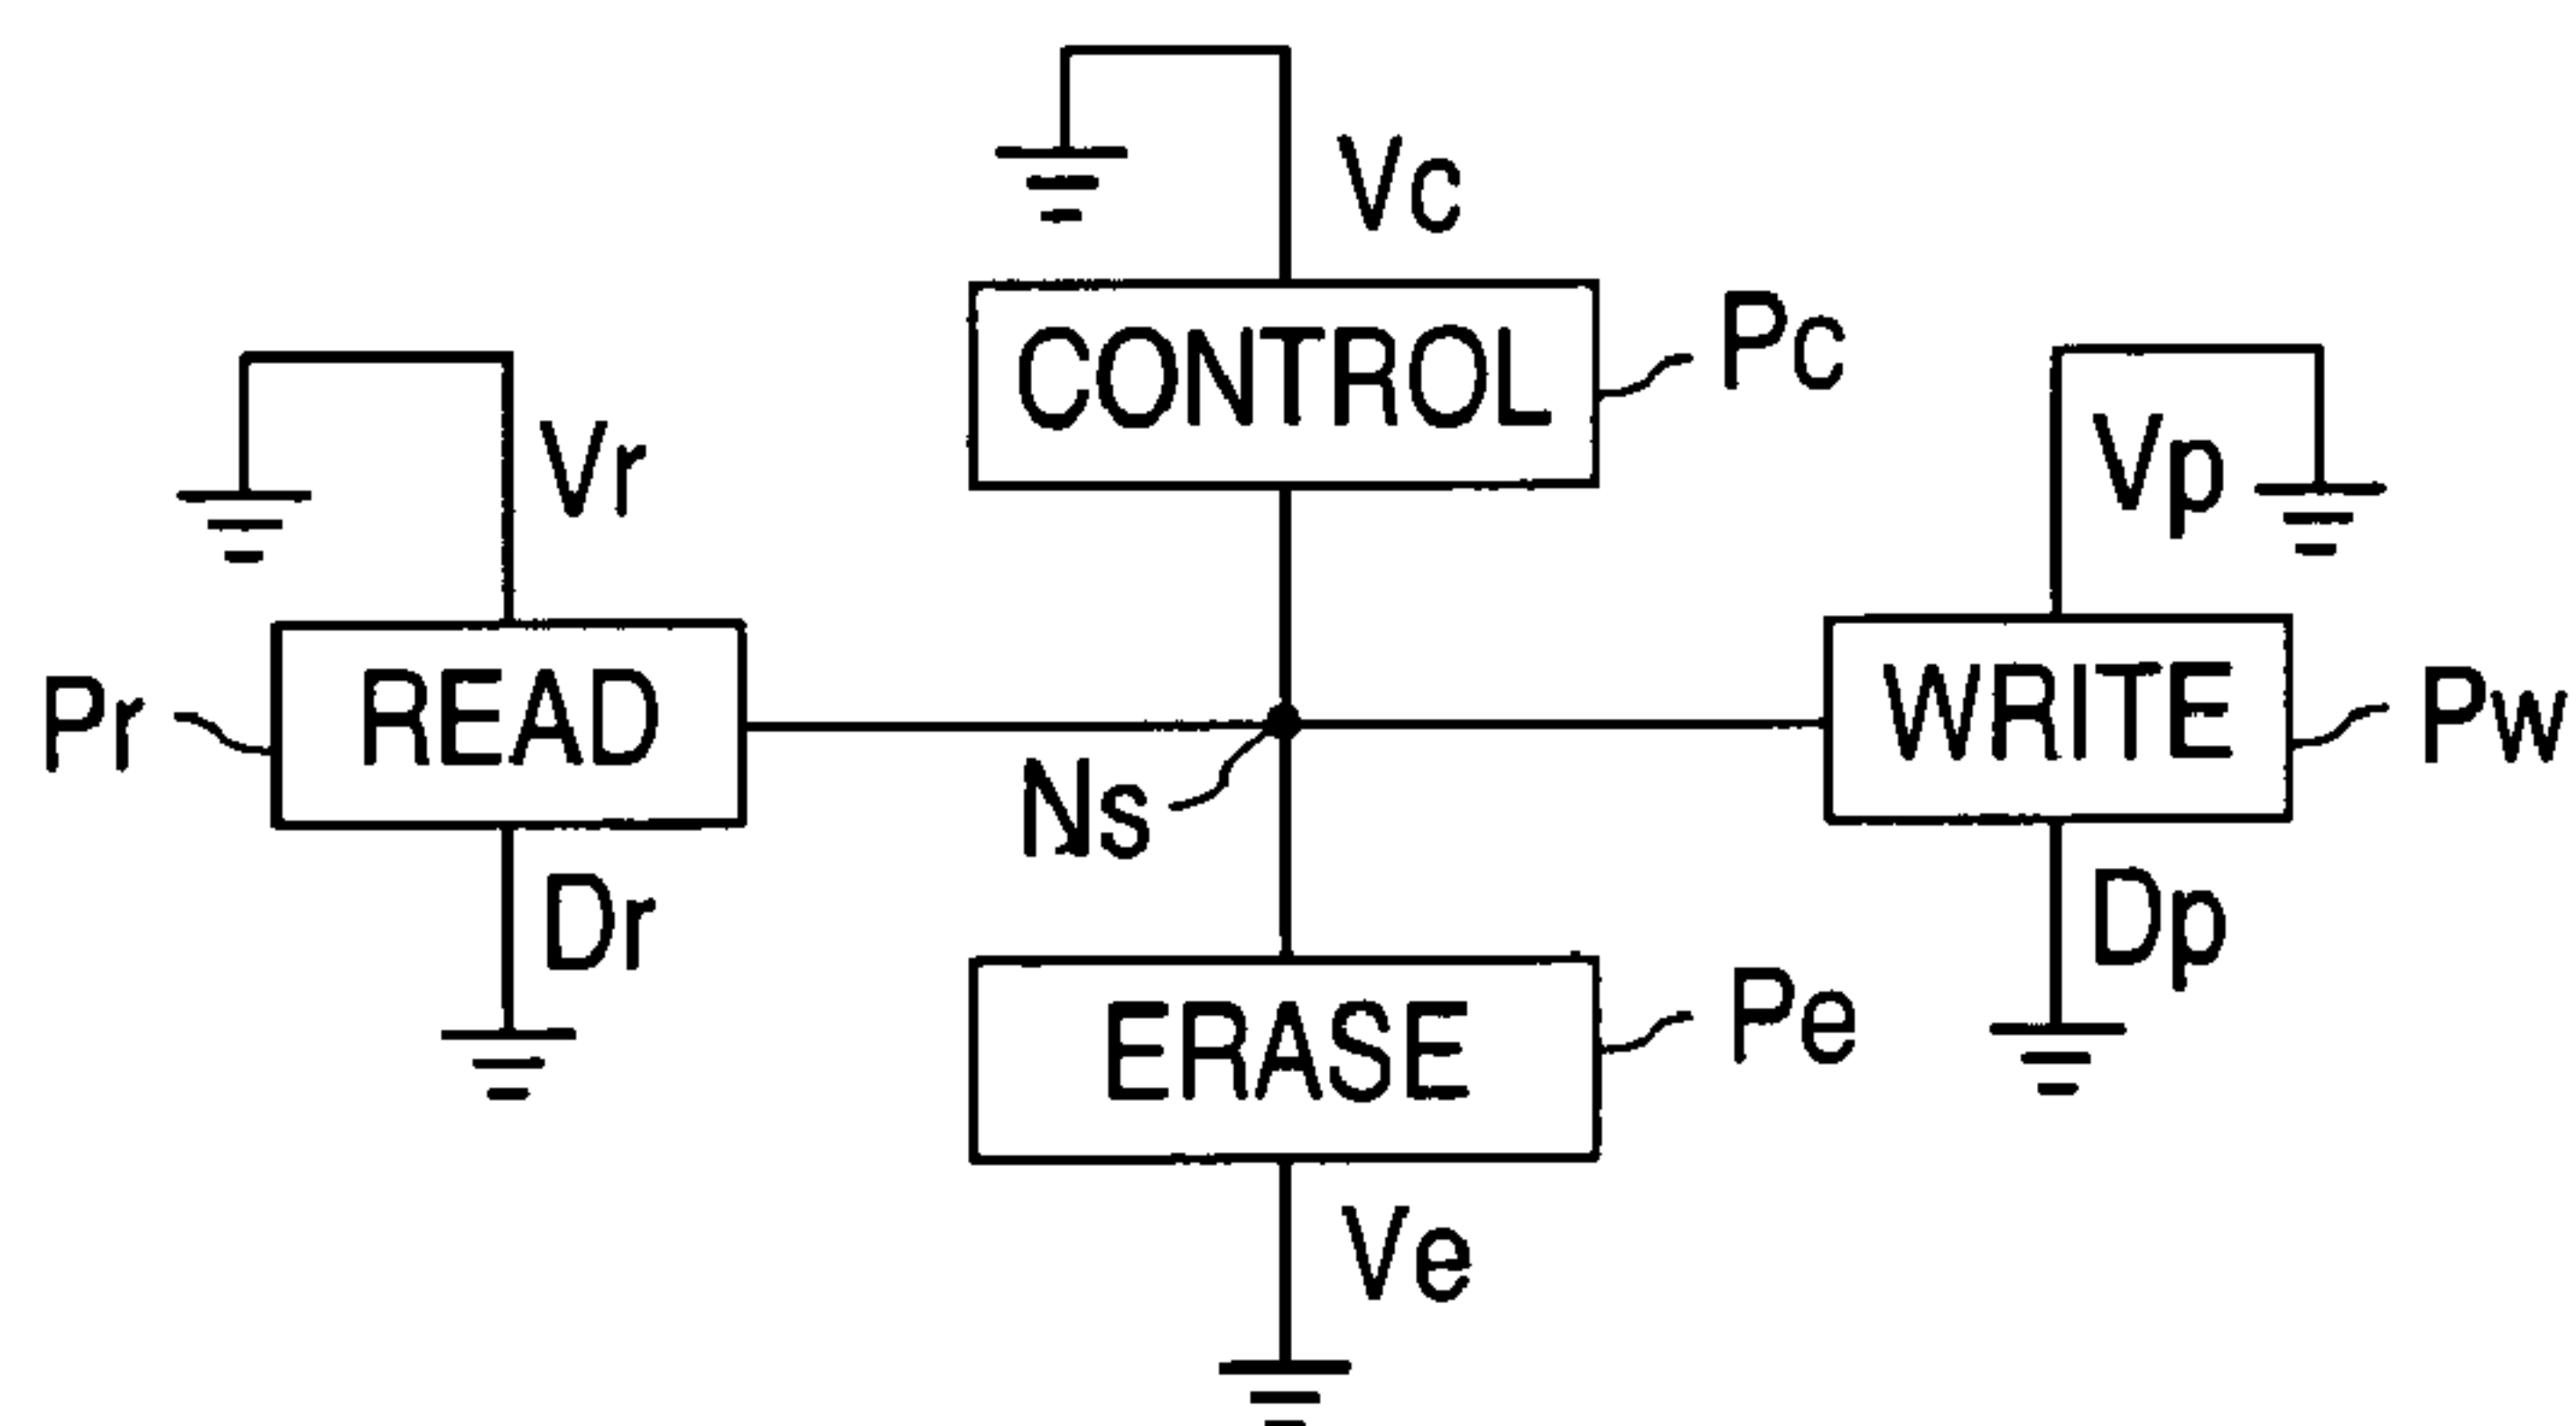 Vc
CONTROL
Pc
Vr
Vp
Pr
READ
WRITE
Pw
Ns
Dr
Dp
ERASE
Pe
Ve